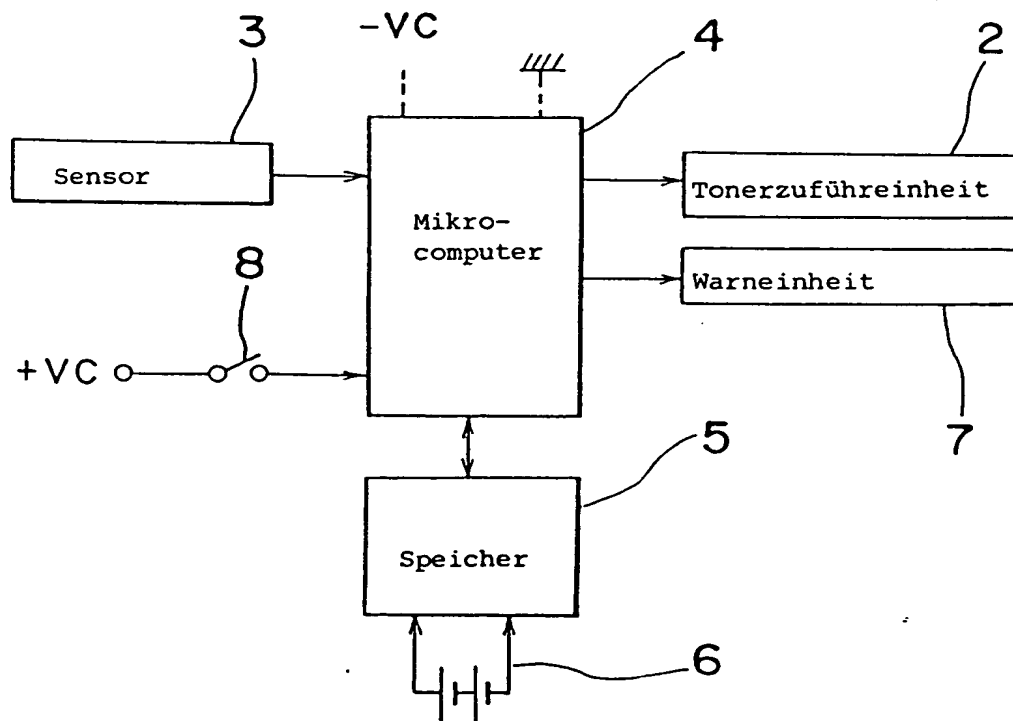 3
-VC
4
2
Sensor
Mikro-
computer
Tonerzuführeinheit
8
Warneinheit
+VC
7
5
Speicher
6